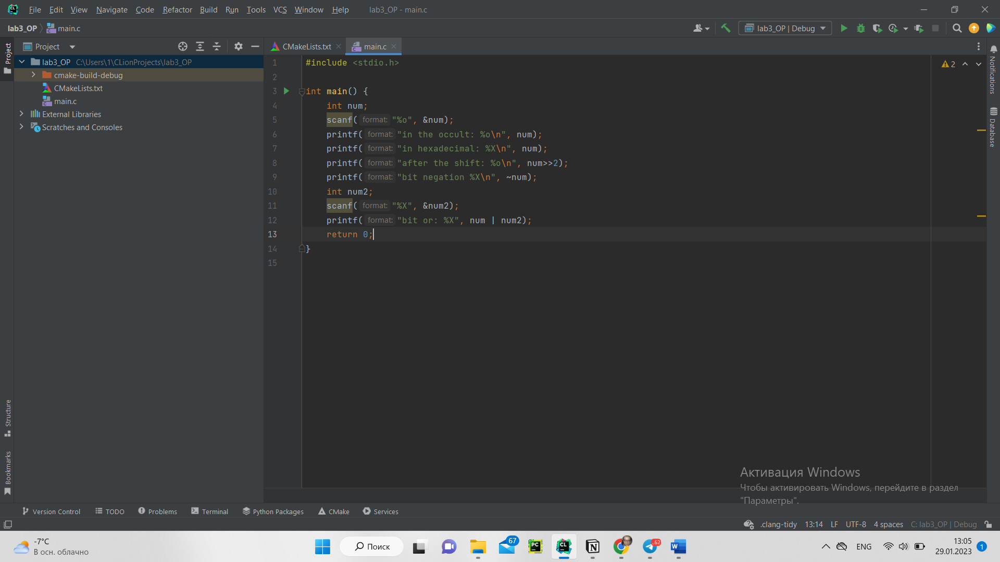 File Edit View Navigate Code Refactor Build Run Tools VCS Window Help lab3_OP - main.c
lab3_OP main.c lab3_OP | Debug
Project
Project
CMakeLists.txt main.c
lab3_OP C:\Users\1\CLionProjects\lab3_OP
cmake-build-debug
CMakeLists.txt
main.c
External Libraries
Scratches and Consoles
1 #include <stdio.h>
2
3 int main() {
4 int num;
5 scanf( format: "%o", &num);
6 printf( format: "in the occult: %o\n", num);
7 printf( format: "in hexadecimal: %X\n", num);
8 printf( format: "after the shift: %o\n", num>>2);
9 printf( format: "bit negation %X\n", ~num);
10 int num2;
11 scanf( format: "%X", &num2);
12 printf( format: "bit or: %X", num | num2);
13 return 0;
14 }
15
2
Notifications
Database
Structure
Bookmarks
Активация Windows
Чтобы активировать Windows, перейдите в раздел
"Параметры".
Version Control TODO Problems Terminal Python Packages CMake Services
.clang-tidy 13:14 LF UTF-8 4 spaces C: lab3_OP | Debug
-7°C
В осн. облачно
Поиск
67
PC
CL
..62
W
ENG
13:05
29.01.2023
1